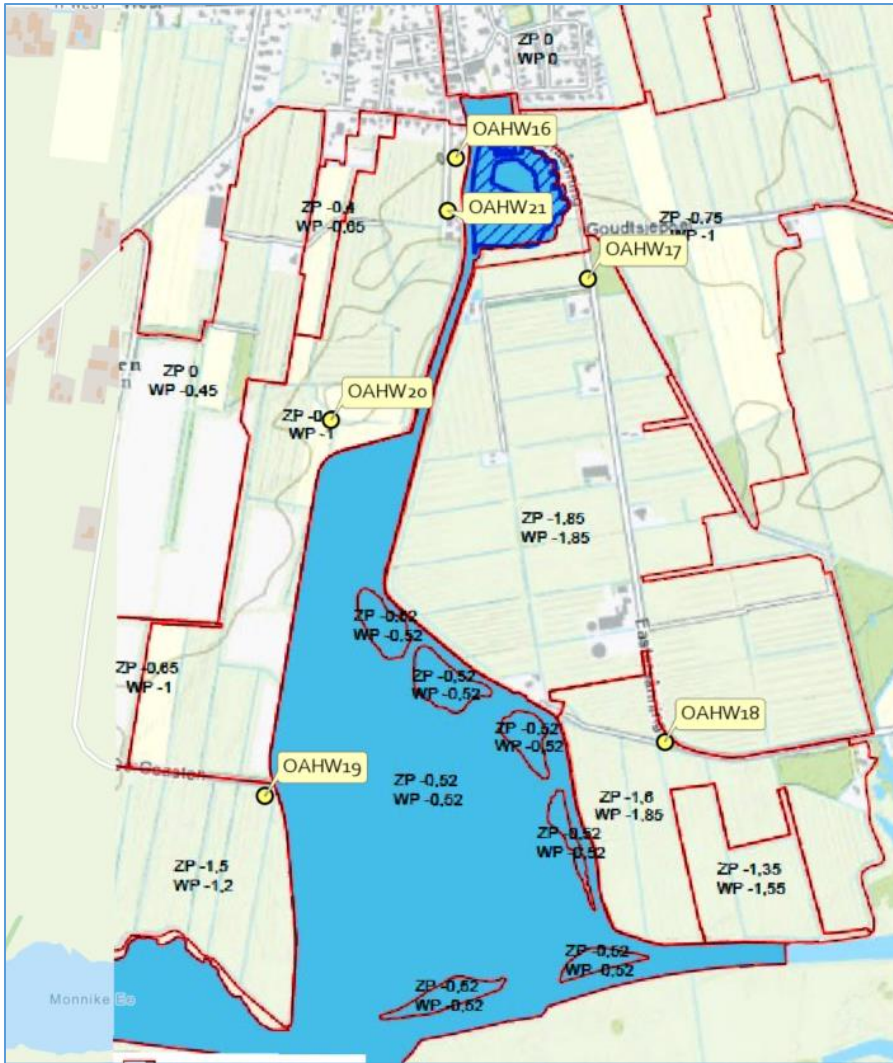 ZP 0
WP 0
OAHW16
OAHW21
ZP -0.4
WP -0.65
ZP -0.75
WP -1
OAHW17
ZP 0
WP -0.45
OAHW20
WP -1
ZP -1,85
WP -1,85
ZP -0.52
WP -0.52
ZP -0.52
WP -0.52
ZP -0,65
WP -1
ZP -0.52
WP -0.52
OAHW18
OAHW19
ZP -0,52
WP -0,52
ZP -1,6
WP -1,85
ZP -0.52
WP -0.52
ZP -1,5
WP -1,2
ZP -1,35
WP -1,55
ZP -0.52
WP -0.52
ZP -0.52
WP -0.52
Monnike Ee